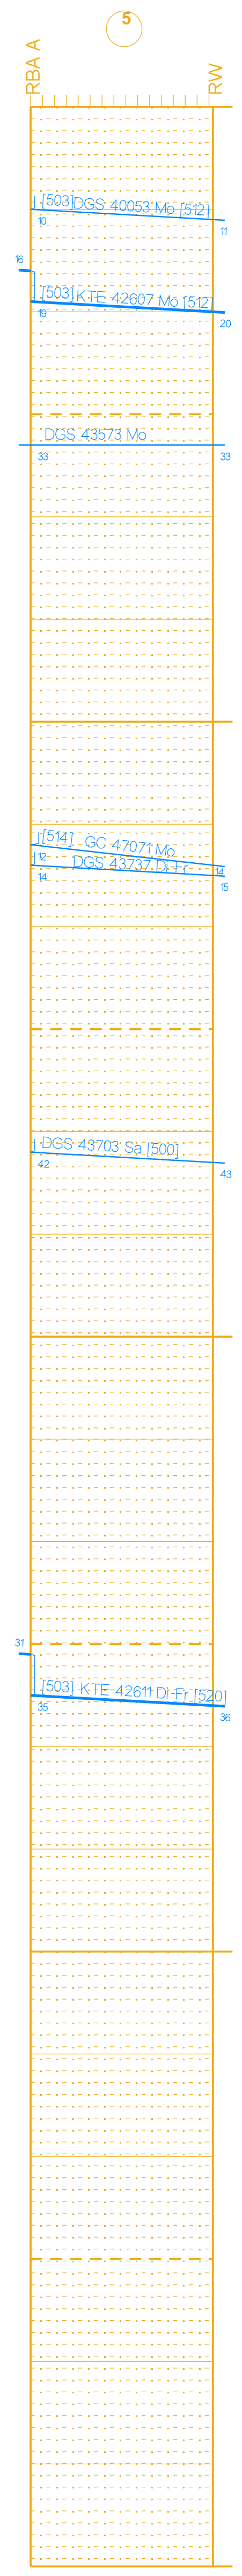 5
RBA A
RW
[503] DGS 40053 Mo [512]
10
11
16
[503] KTE 42607 Mo [512]
19
20
DGS 43573 Mo
33
33
[514] GC 47071 Mo
12
14
DGS 43737 Di-Fr
14
15
DGS 43703 Sa [500]
42
43
31
[503] KTE 42611 Di-Fr [520]
35
36